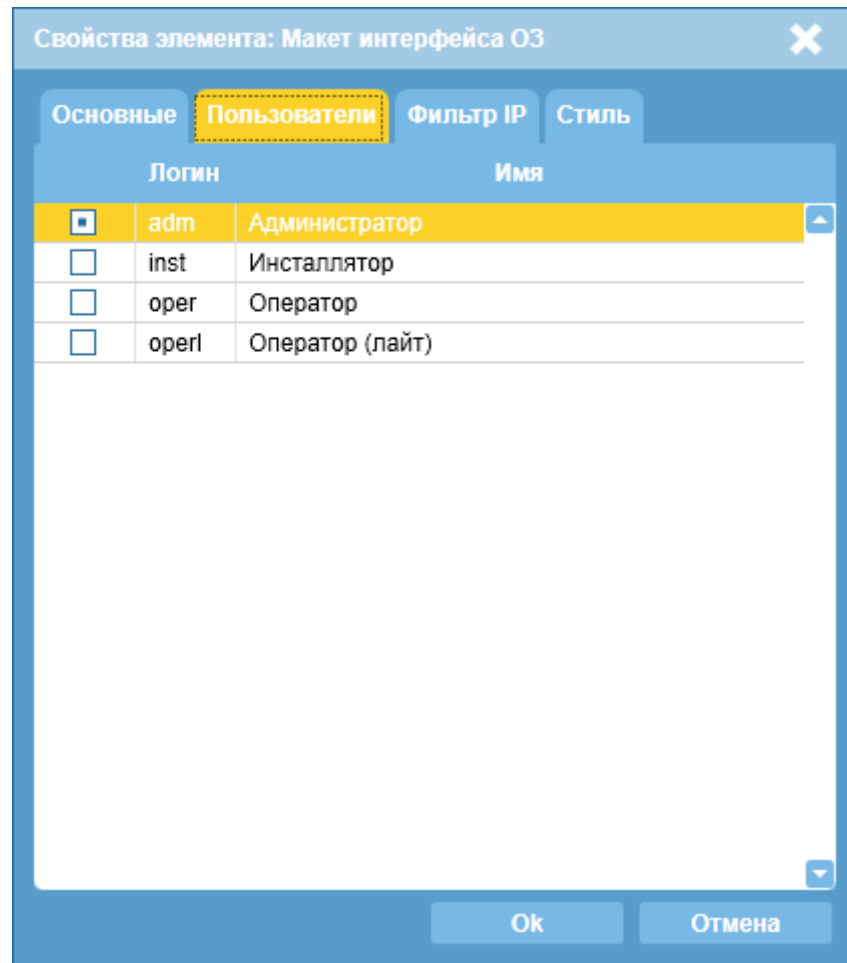 Свойства элемента: Макет интерфейса ОЗ
Основные Пользователи Фильтр IP Стиль
Логин Имя
adm Администратор
inst Инсталлятор
oper Оператор
operl Оператор (лайт)
Ok Отмена